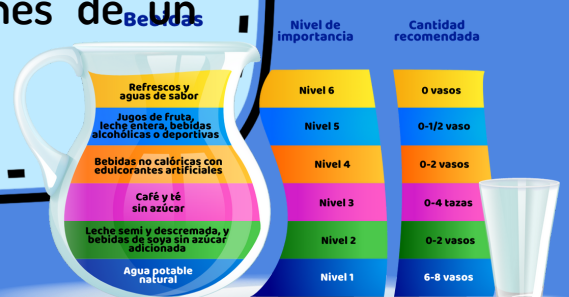 nes de un
Bebidas
Nivel de
importancia
Cantidad
recomendada
Refrescos y
aguas de sabor
Nivel 6
0 vasos
Jugos de fruta,
leche entera, bebidas
alcohólicas o deportivas
Nivel 5
0-1/2 vaso
Bebidas no calóricas con
edulcorantes artificiales
Nivel 4
0-2 vasos
Café y té
sin azúcar
Nivel 3
0-4 tazas
Leche semi y descremada, y
bebidas de soya sin azúcar
adicionada
Nivel 2
0-2 vasos
Agua potable
natural
Nivel 1
6-8 vasos